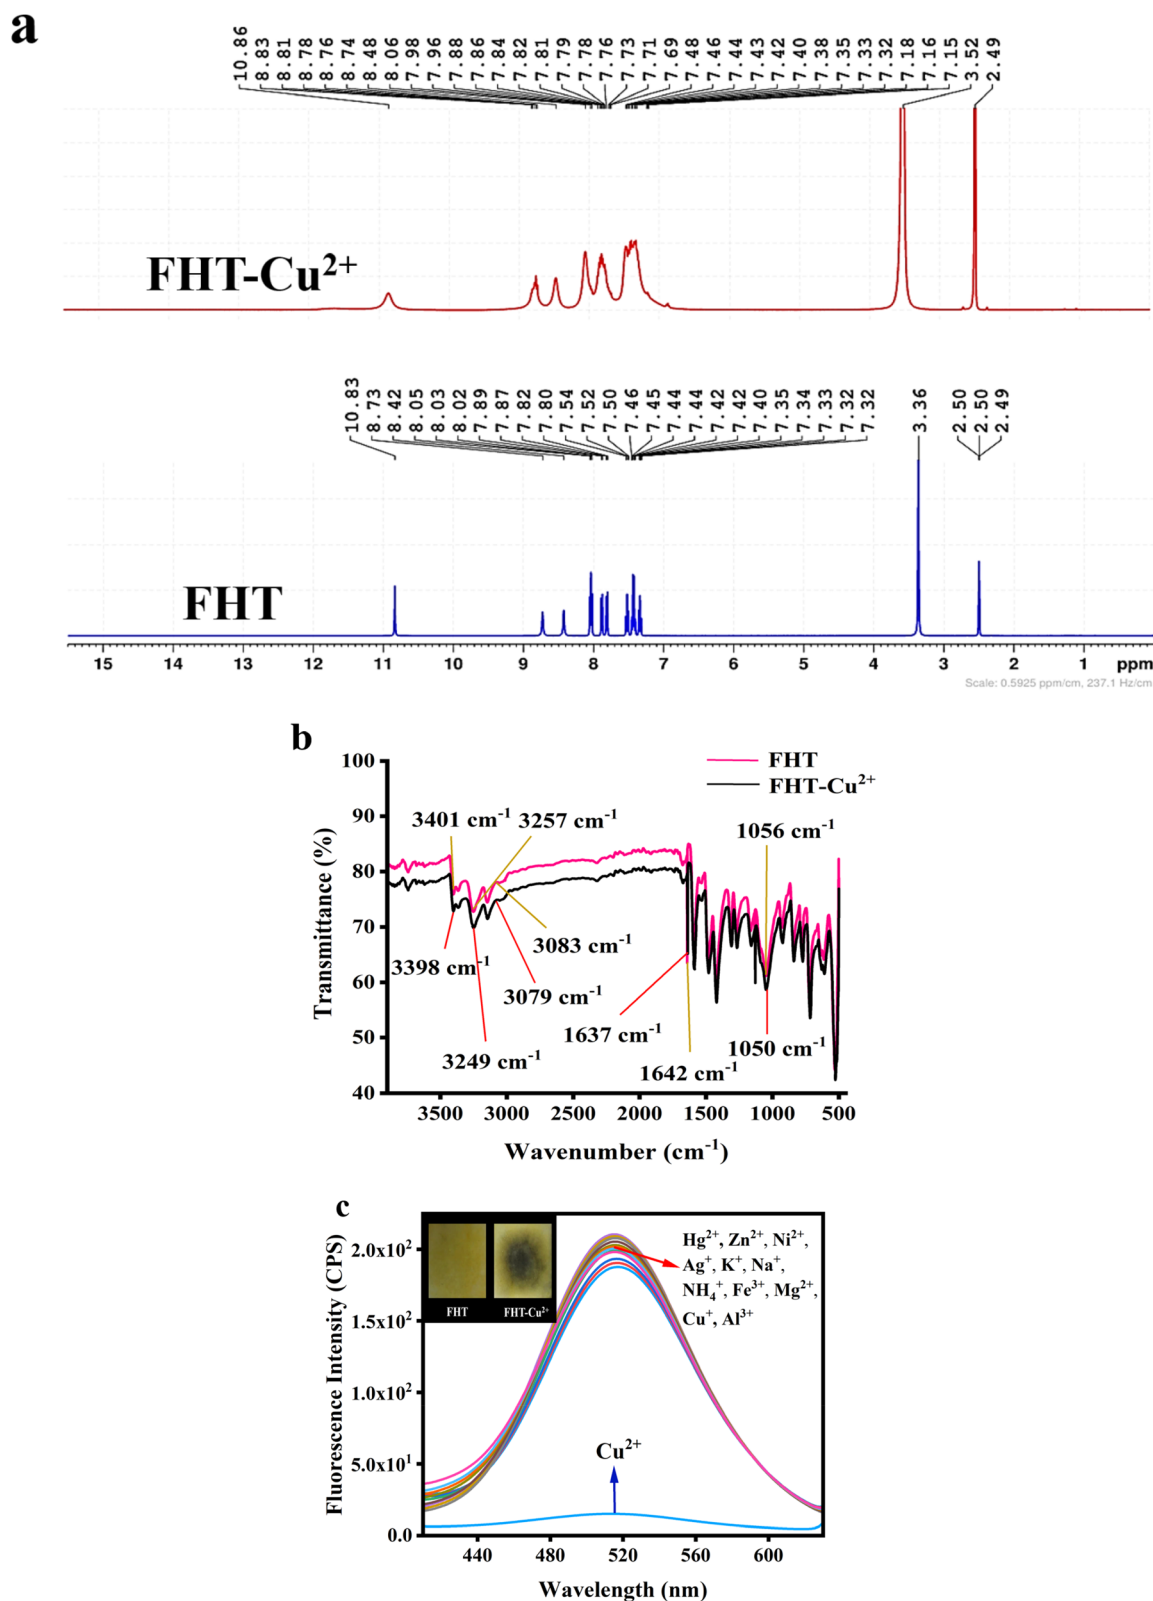 a
10.86
8.83
8.81
8.78
8.76
8.74
8.48
8.06
7.98
7.96
7.88
7.86
7.84
7.82
7.81
7.79
7.78
7.76
7.73
7.71
7.69
7.48
7.46
7.44
7.43
7.42
7.40
7.38
7.35
7.33
7.32
7.18
7.16
7.15
3.52
2.49
FHT-Cu²⁺
10.83
8.73
8.42
8.05
8.03
8.02
7.89
7.87
7.82
7.80
7.54
7.52
7.50
7.46
7.45
7.44
7.44
7.42
7.42
7.40
7.35
7.34
7.33
7.32
7.32
3.36
2.50
2.50
2.49
FHT
15 14 13 12 11 10 9 8 7 6 5 4 3 2 1 ppm
Scale: 0.5925 ppm/cm, 237.1 Hz/cm
b
FHT
FHT-Cu²⁺
100
90
80
70
60
50
40
Transmittance (%)
3401 cm⁻¹
3257 cm⁻¹
1056 cm⁻¹
3398 cm⁻¹
3083 cm⁻¹
3079 cm⁻¹
3249 cm⁻¹
1637 cm⁻¹
1642 cm⁻¹
1050 cm⁻¹
3500 3000 2500 2000 1500 1000 500
Wavenumber (cm⁻¹)
c
FHT
FHT-Cu²⁺
Hg²⁺, Zn²⁺, Ni²⁺,
Ag⁺, K⁺, Na⁺,
NH₄⁺, Fe³⁺, Mg²⁺,
Cu⁺, Al³⁺
Cu²⁺
2.0x10²
1.5x10²
1.0x10²
5.0x10¹
0.0
Fluorescence Intensity (CPS)
440 480 520 560 600
Wavelength (nm)